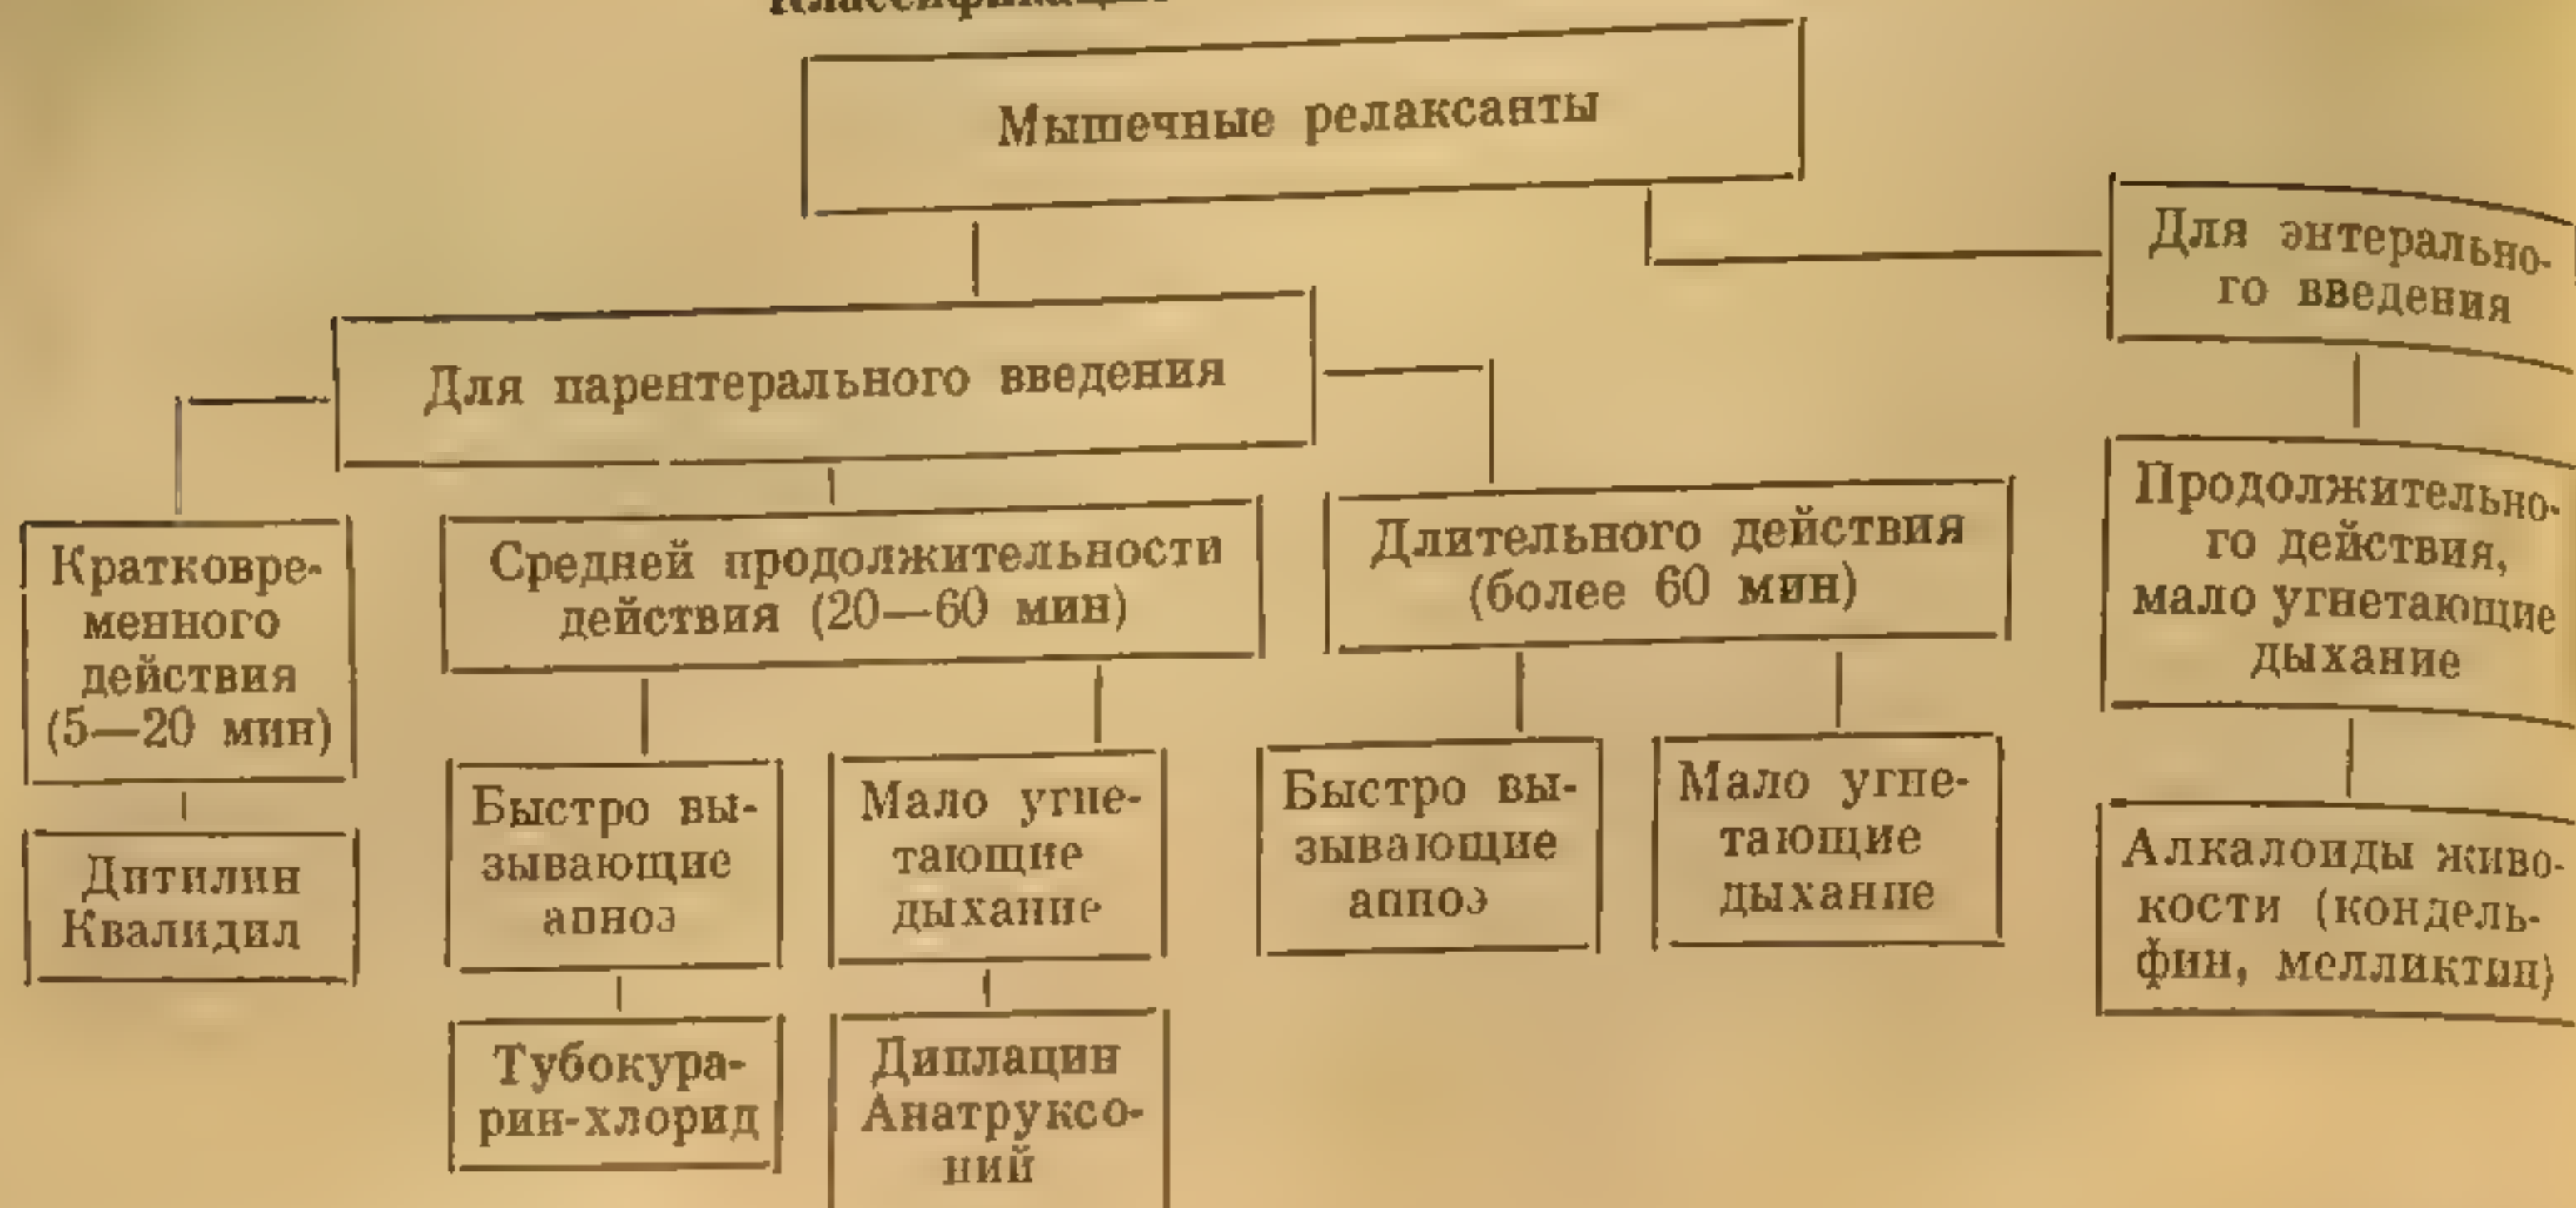 Мышечные релаксанты
Для энтерально-
го введения
Для парентерального введения
Кратковре-
менного
действия
(5—20 мин)
Средней продолжительности
действия (20—60 мин)
Длительного действия
(более 60 мин)
Продолжительно-
го действия,
мало угнетающие
дыхание
Дитилин
Квалидил
Быстро вы-
зывающие
апноэ
Мало угне-
тающие
дыхание
Быстро вы-
зывающие
апноэ
Мало угне-
тающие
дыхание
Алкалоиды живо-
кости (кондель-
фин, мелликтин)
Тубокура-
рин-хлорид
Диплацин
Анатруксо-
ний